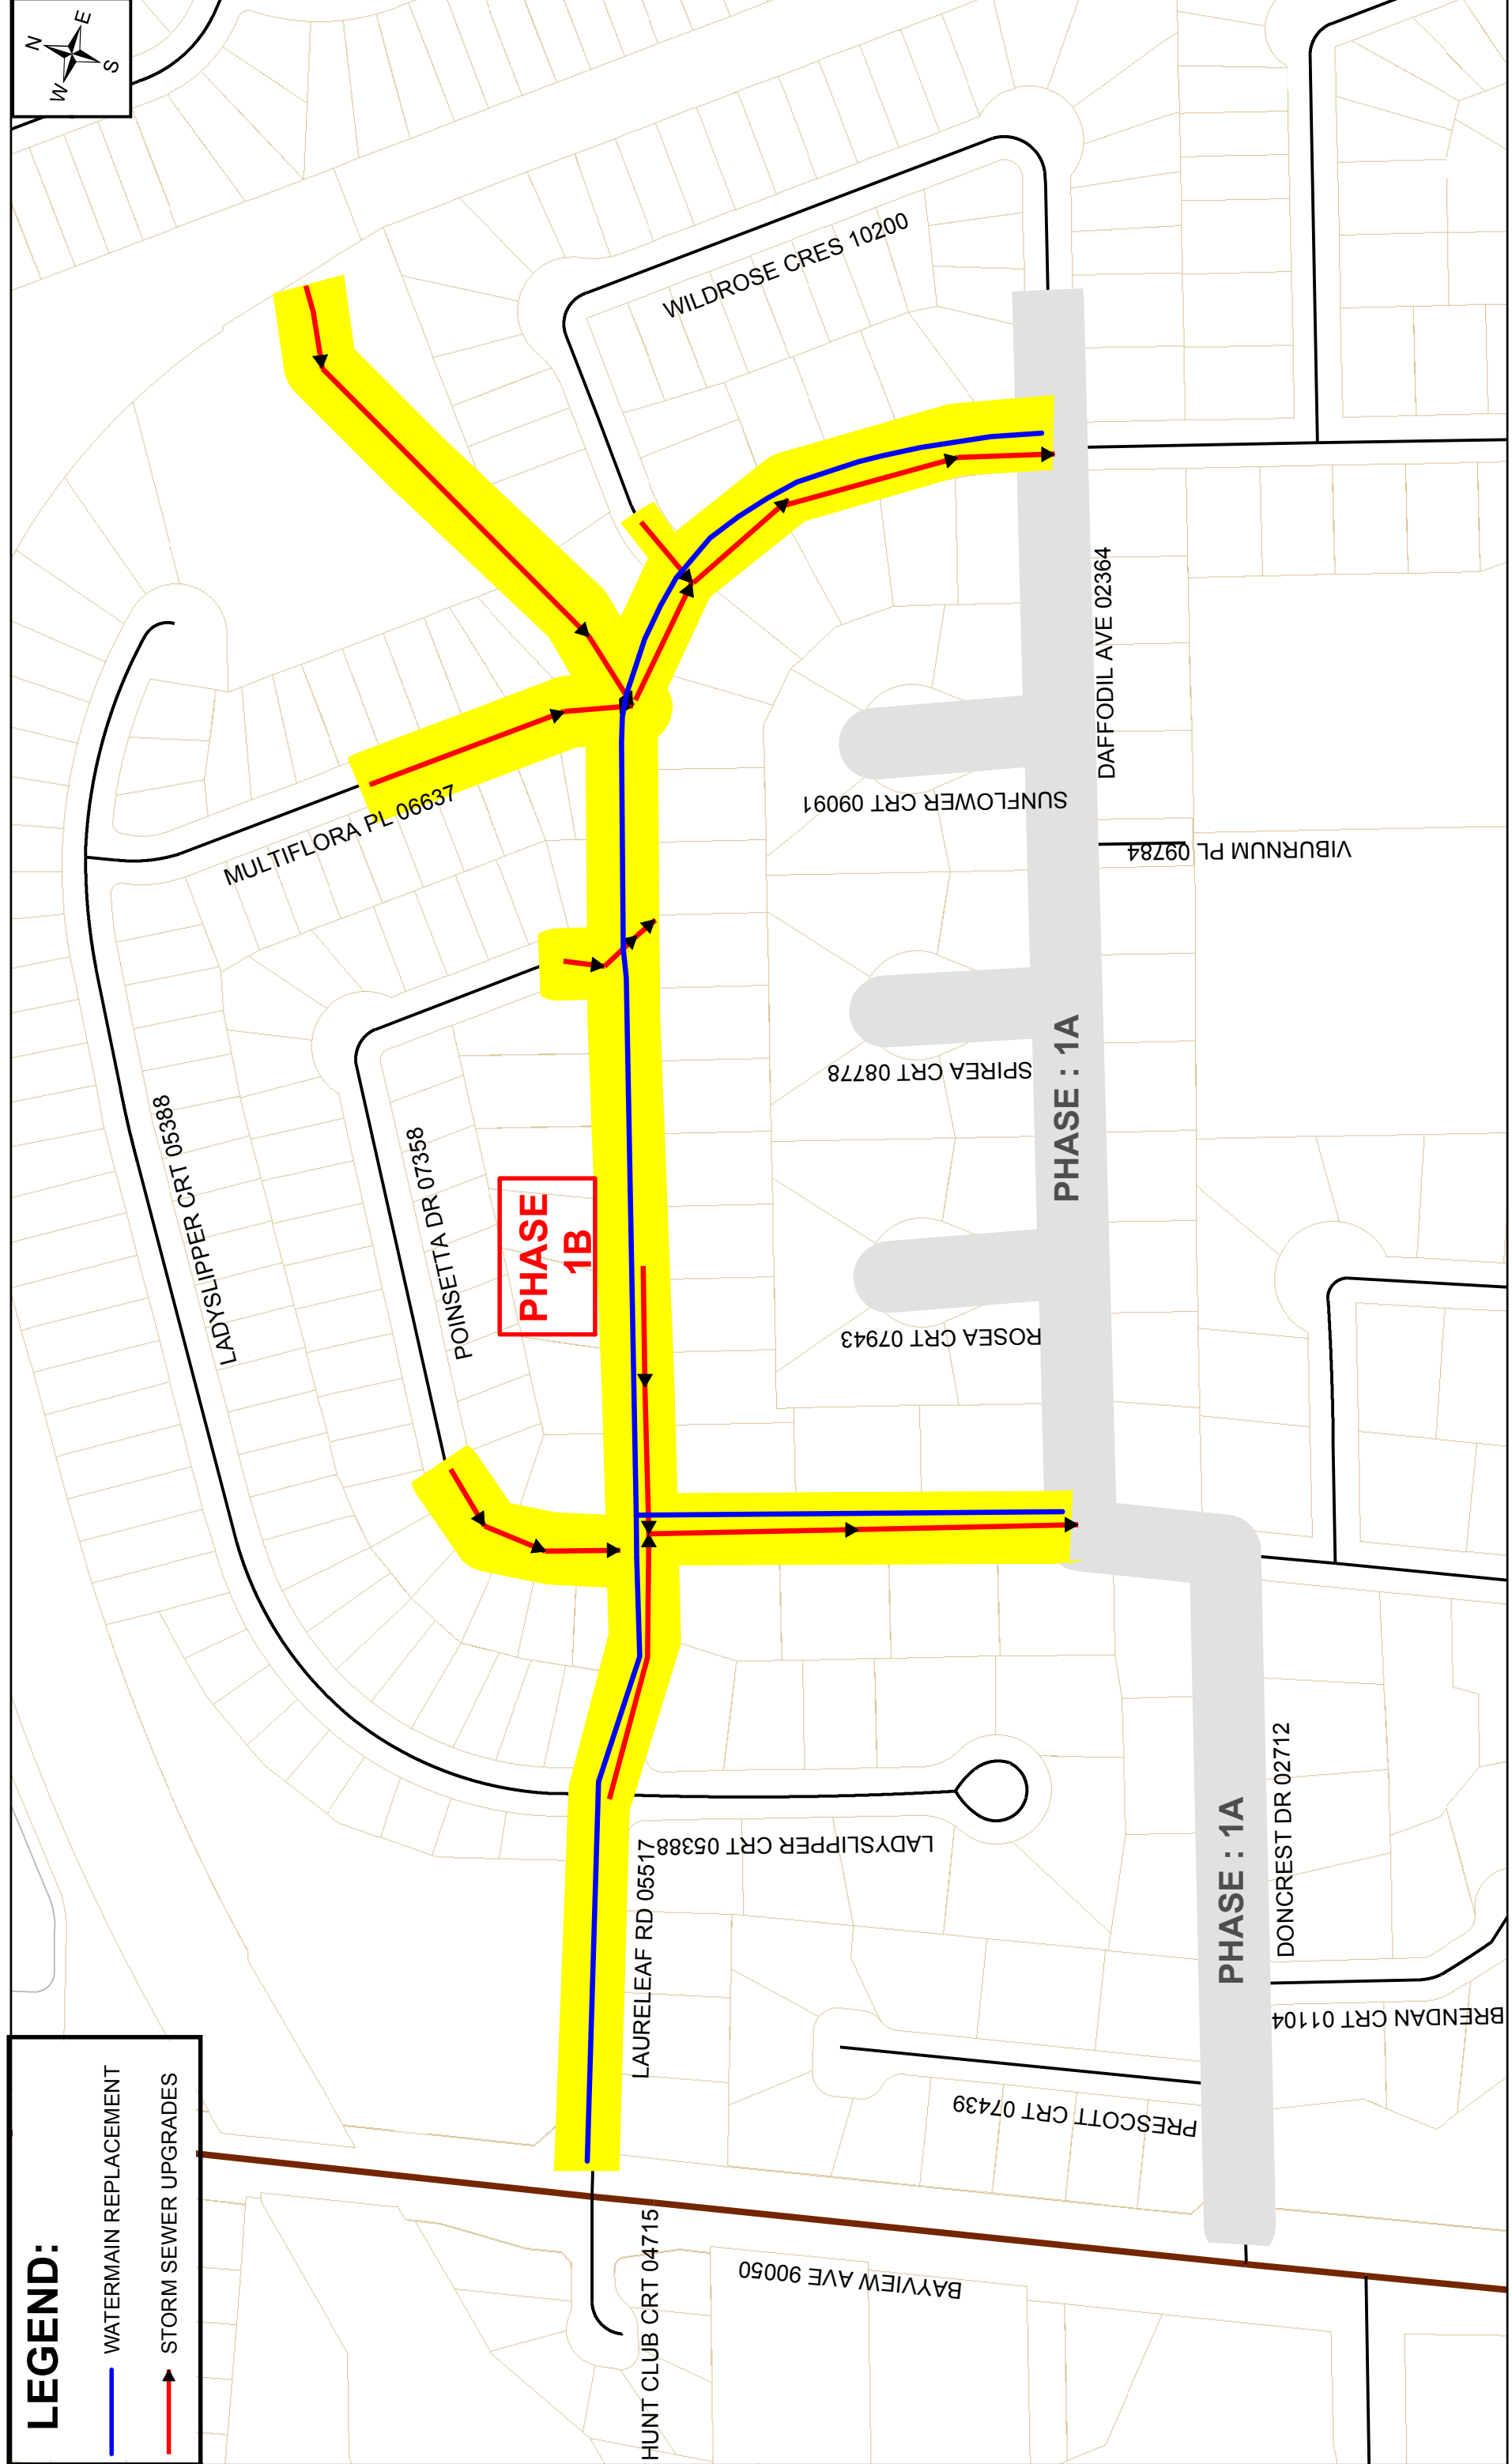 N
E
S
W
WILDROSE CRES 10200
MULTIFLORA PL 06637
DAFFODIL AVE 02364
SUNFLOWER CRT 09091
VIBURNUM PL 09784
SPIREA CRT 08778
PHASE : 1A
LADYSLIPPER CRT 05388
POINSETTA DR 07358
PHASE
1B
ROSEA CRT 07943
LADYSLIPPER CRT 05388
LAURELEAF RD 05517
DONCREST DR 02712
PHASE : 1A
BRENDAN CRT 01104
PRESCOTT CRT 07439
BAYVIEW AVE 90050
HUNT CLUB CRT 04715
LEGEND:
WATERMAIN REPLACEMENT
STORM SEWER UPGRADES